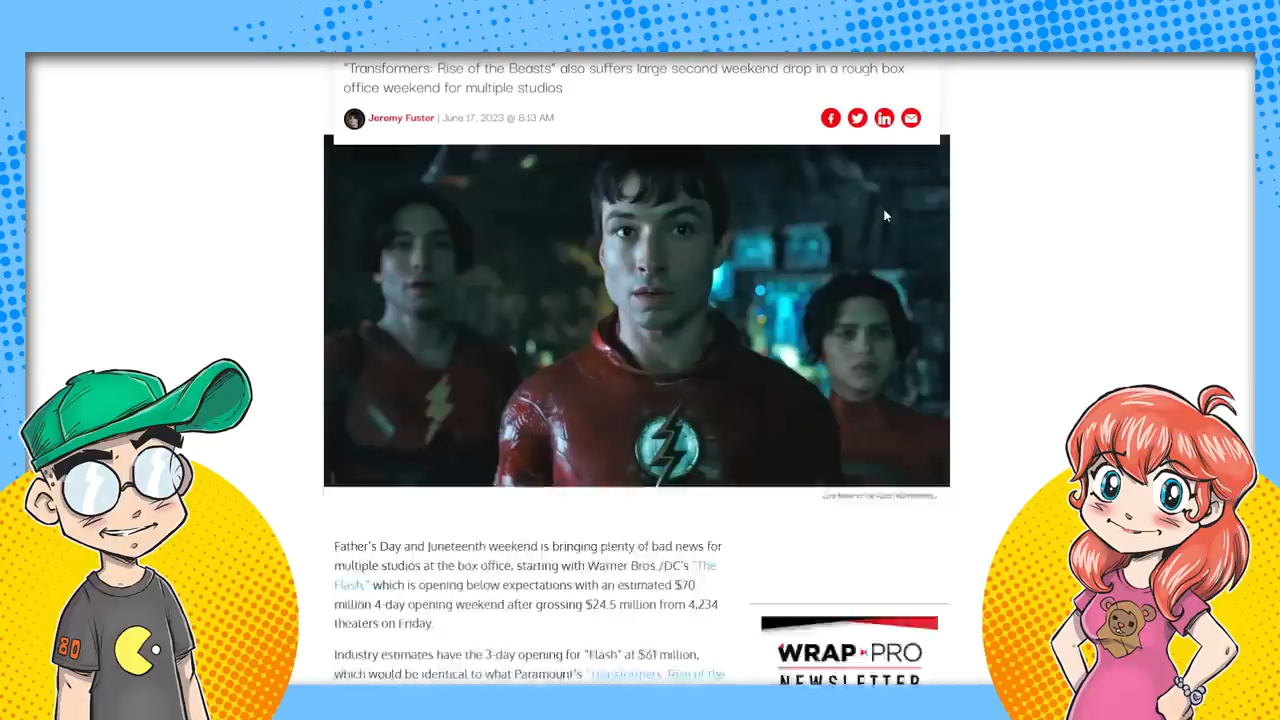 "Transformers: Rise of the Beasts" also suffers large second weekend drop in a rough box
office weekend for multiple studios
Jeremy Fuster | June 17, 2023 @ 8:13 AM
Father's Day and Juneteenth weekend is bringing plenty of bad news for
multiple studios at the box office, starting with Warner Bros./DC's "The
Flash," which is opening below expectations with an estimated $70
million 4-day opening weekend after grossing $24.5 million from 4,234
theaters on Friday.
Industry estimates have the 3-day opening for "Flash" at $61 million,
which would be identical to what Paramount's "Transformers: Rise of the
WRAP PRO
NEWSLETTER
80